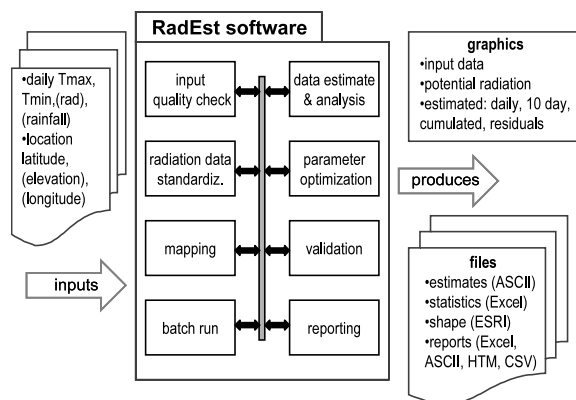 RadEst software
•daily Tmax,
Tmin,(rad),
(rainfall)
•location
latitude,
(elevation),
(longitude)
inputs
input
quality check
data estimate
& analysis
radiation data
standardiz.
parameter
optimization
mapping
validation
batch run
reporting
produces
graphics
•input data
•potential radiation
•estimated: daily, 10 day,
cumulated, residuals
files
•estimates (ASCII)
•statistics (Excel)
•shape (ESRI)
•reports (Excel,
ASCII, HTM, CSV)